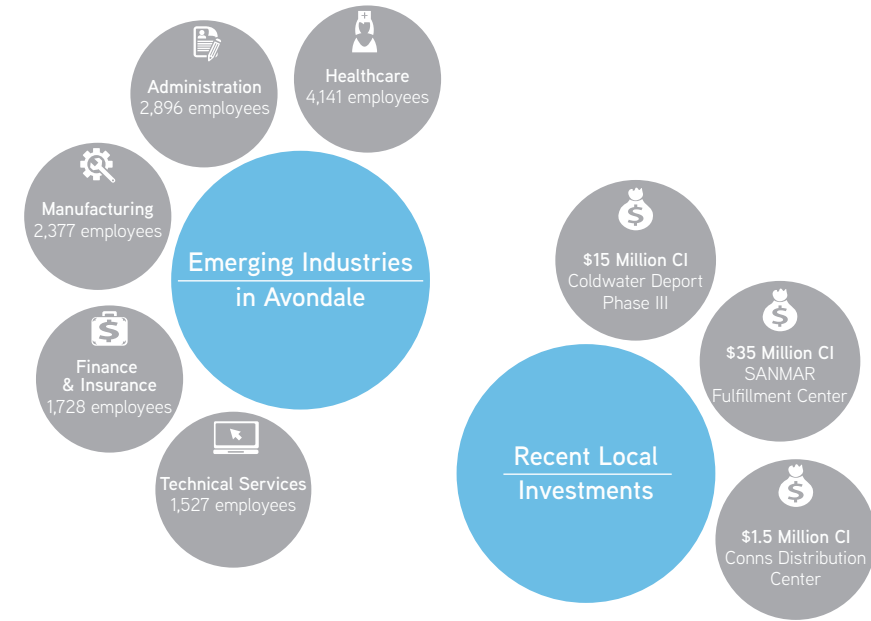 Healthcare
4,141 employees
Administration
2,896 employees
Manufacturing
2,377 employees
Emerging Industries
in Avondale
Finance
& Insurance
1,728 employees
Technical Services
1,527 employees
$15 Million CI
Coldwater Deport
Phase III
$35 Million CI
SANMAR
Fulfillment Center
Recent Local
Investments
$1.5 Million CI
Conns Distribution
Center